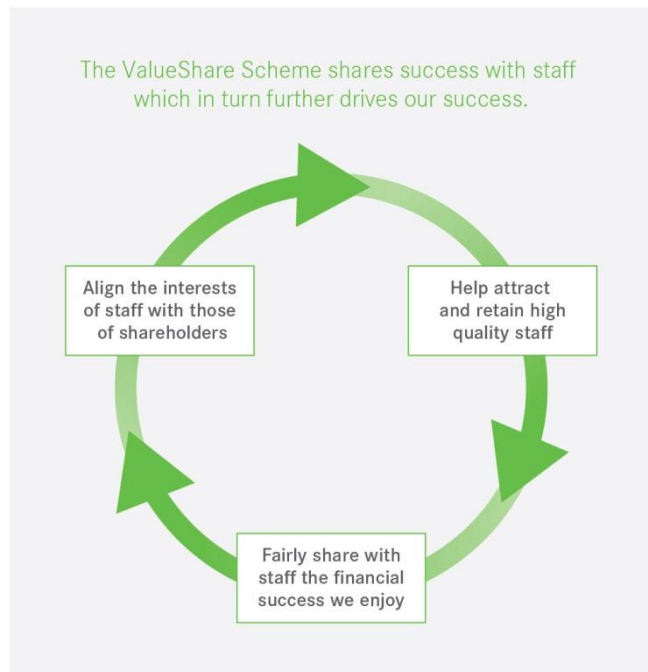 The ValueShare Scheme shares success with staff
which in turn further drives our success.
Align the interests
of staff with those
of shareholders
Help attract
and retain high
quality staff
Fairly share with
staff the financial
success we enjoy